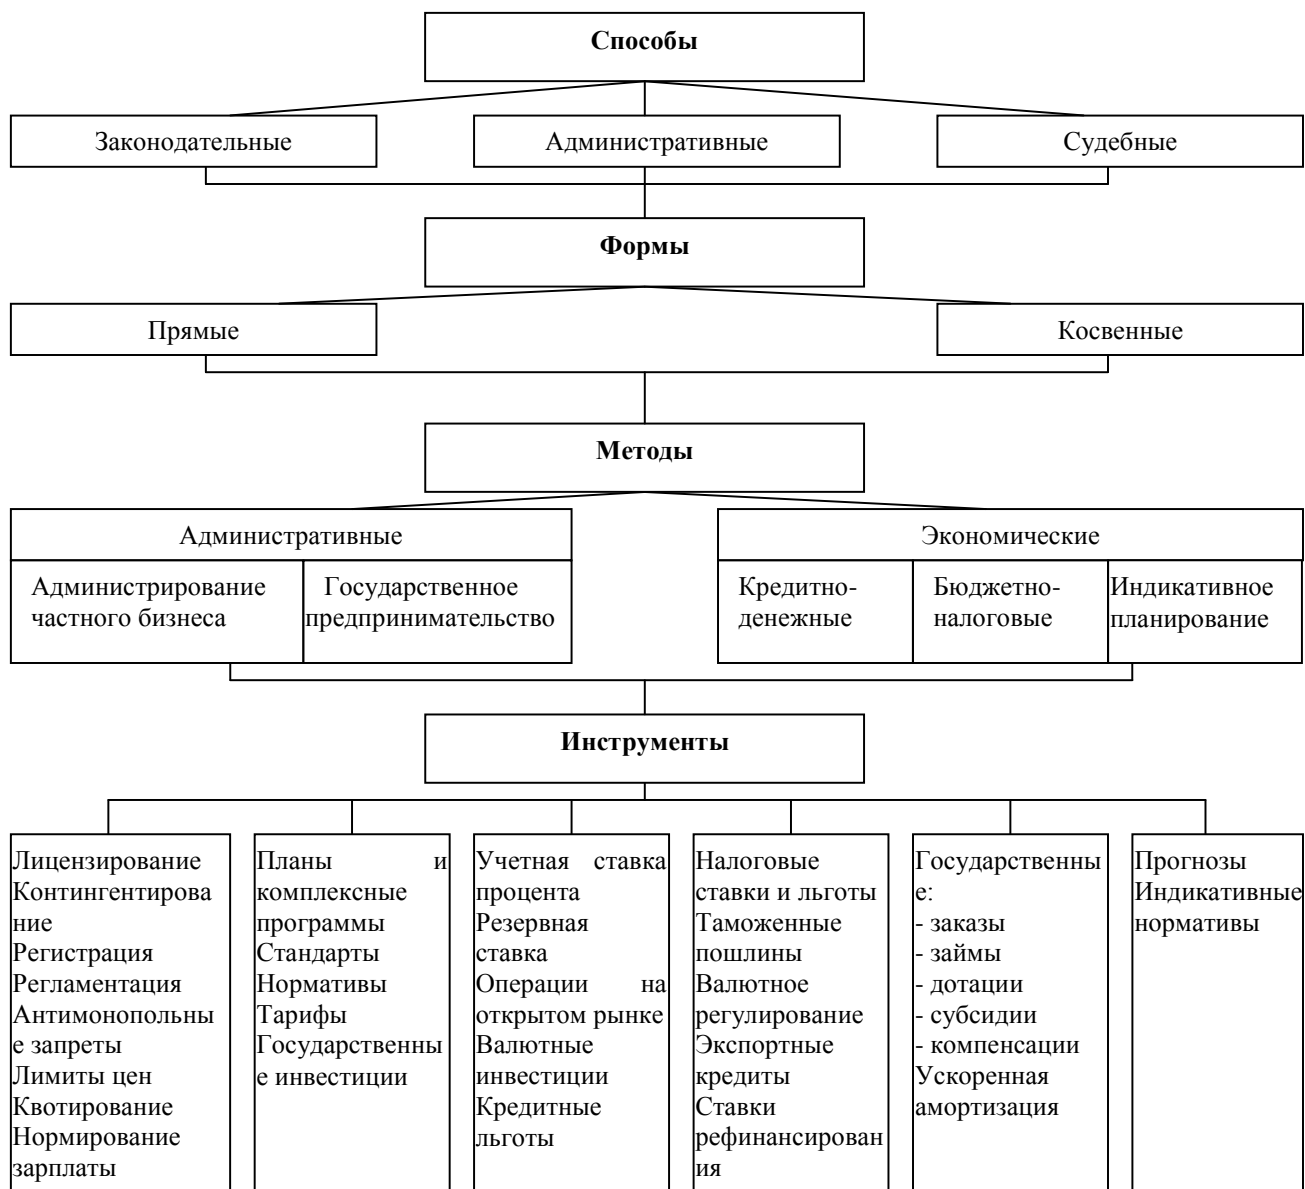 Способы
Законодательные
Административные
Судебные
Формы
Прямые
Косвенные
Методы
Административные
Экономические
Администрирование
частного бизнеса
Государственное
предпринимательство
Кредитно-
денежные
Бюджетно-
налоговые
Индикативное
планирование
Инструменты
Лицензирование
Контингентирова
ние
Регистрация
Регламентация
Антимонопольны
е запреты
Лимиты цен
Квотирование
Нормирование
зарплаты
Планы и
комплексные
программы
Стандарты
Нормативы
Тарифы
Государственны
е инвестиции
Учетная ставка
процента
Резервная
ставка
Операции на
открытом рынке
Валютные
инвестиции
Кредитные
льготы
Налоговые
ставки и льготы
Таможенные
пошлины
Валютное
регулирование
Экспортные
кредиты
Ставки
рефинансирован
ия
Государственны
е:
- заказы
- займы
- дотации
- субсидии
- компенсации
Ускоренная
амортизация
Прогнозы
Индикативные
нормативы